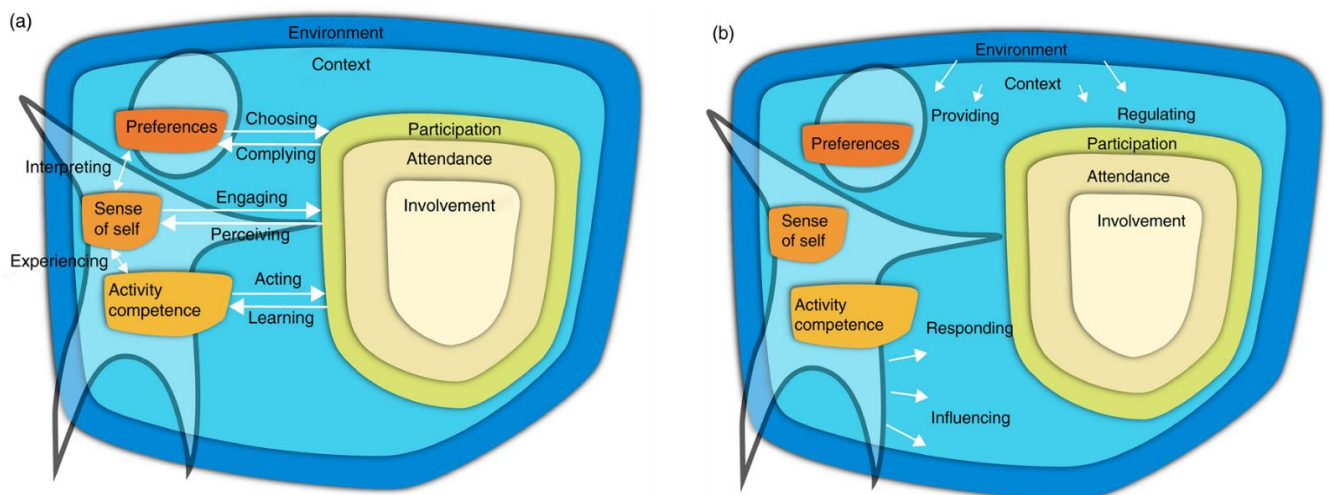 (a)
Environment
Context
Preferences
Choosing
Complying
Participation
Attendance
Involvement
Interpreting
Sense
of self
Engaging
Perceiving
Experiencing
Activity
competence
Acting
Learning
(b)
Environment
Context
Providing
Regulating
Preferences
Participation
Attendance
Involvement
Sense
of self
Activity
competence
Responding
Influencing